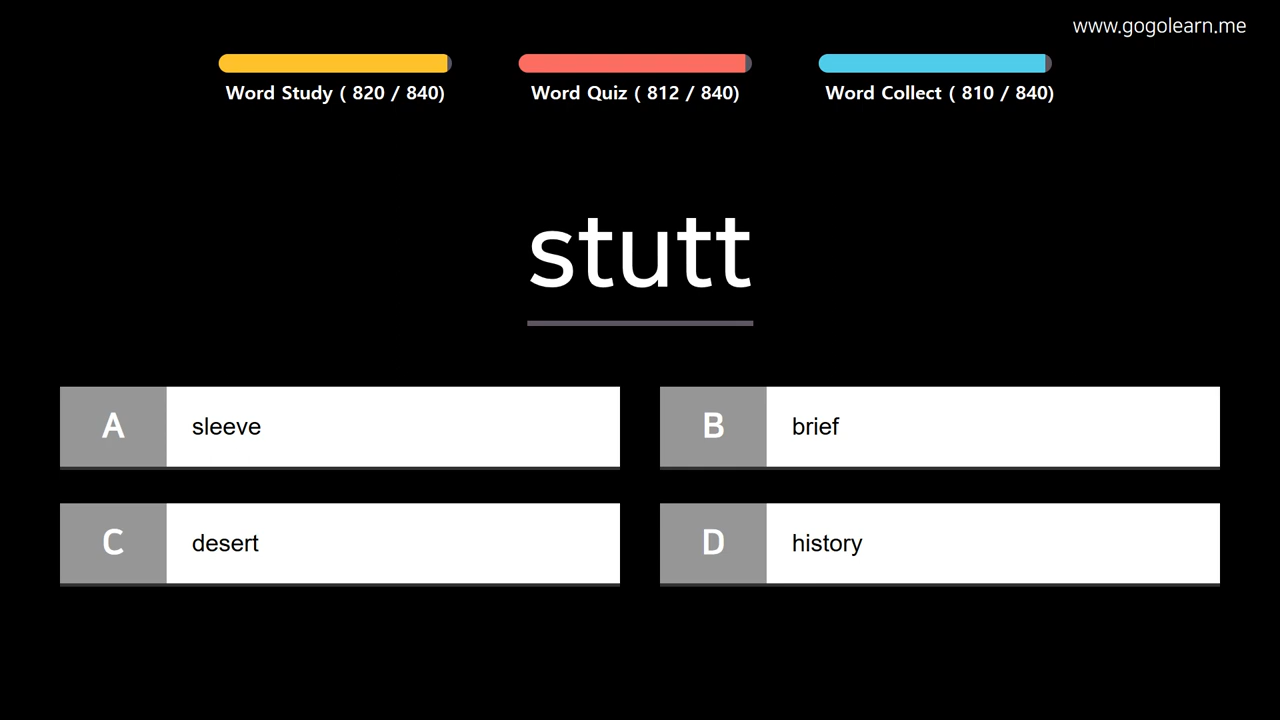 www.gogolearn.me
Word Study ( 820 / 840)
Word Quiz ( 812 / 840)
Word Collect ( 810 / 840)
stutt
A sleeve
B brief
C desert
D history